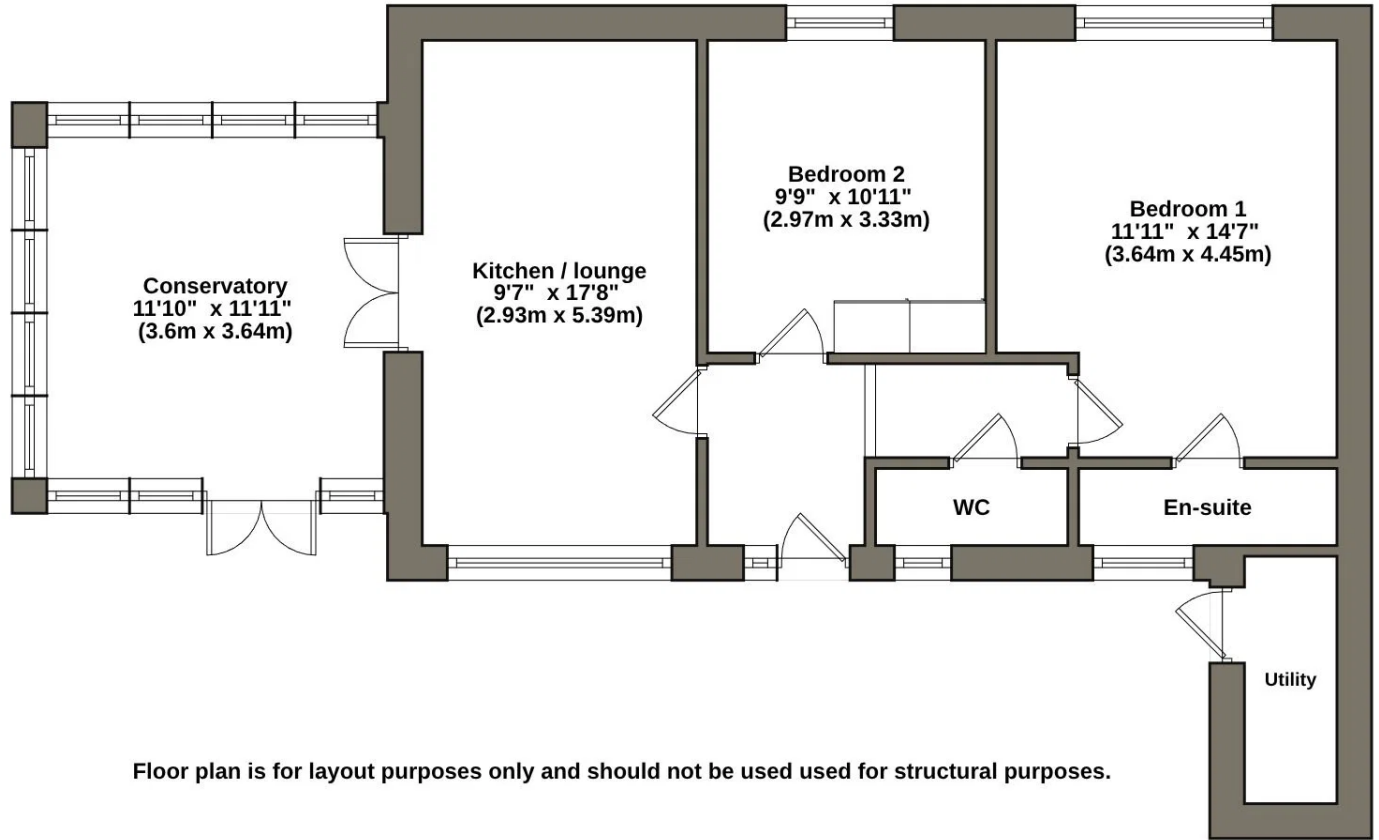 Bedroom 2
9'9" x 10'11"
(2.97m x 3.33m)
Bedroom 1
11'11" x 14'7"
(3.64m x 4.45m)
Conservatory
11'10" x 11'11"
(3.6m x 3.64m)
Kitchen / lounge
9'7" x 17'8"
(2.93m x 5.39m)
WC
En-suite
Utility
Floor plan is for layout purposes only and should not be used used for structural purposes.